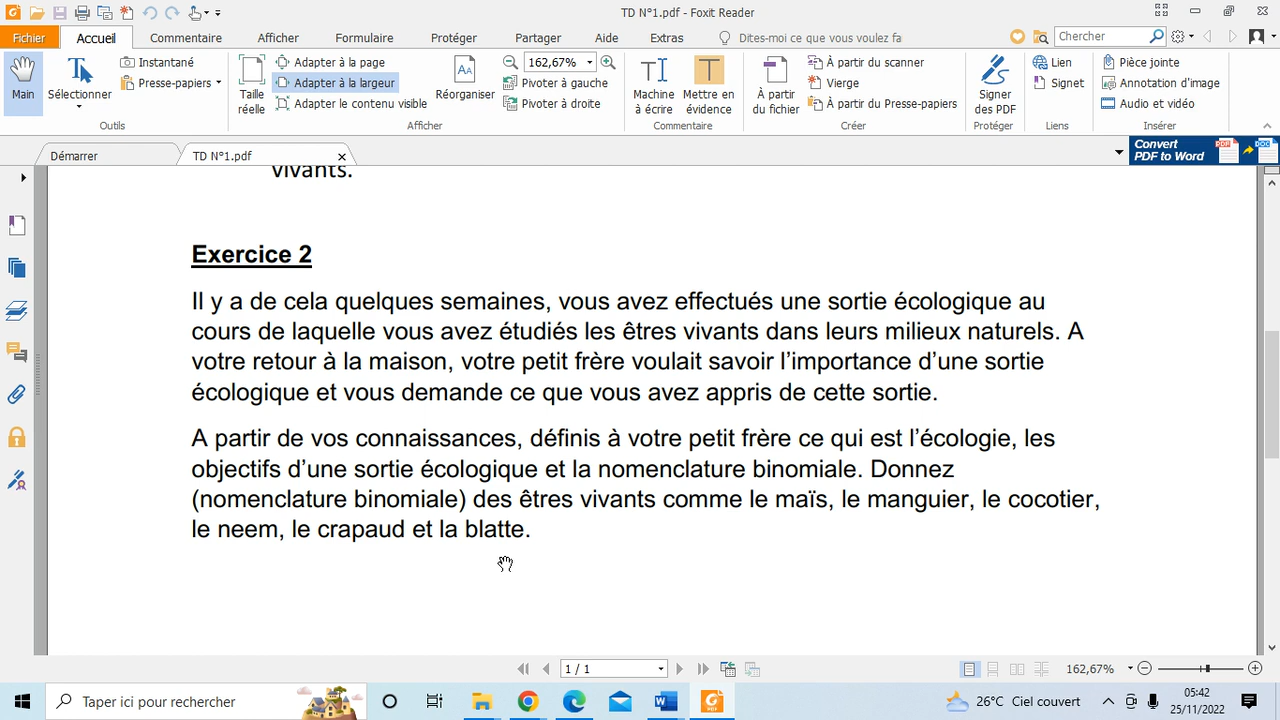 TD N°1.pdf - Foxit Reader
Fichier Accueil Commentaire Afficher Formulaire Protéger Partager Aide Extras Dites-moi ce que vous voulez fa Chercher
Main
Sélectionner
Instantané
Presse-papiers
Outils
Taille réelle
Adapter à la page
Adapter à la largeur
Adapter le contenu visible
Réorganiser
162,67%
Pivoter à gauche
Pivoter à droite
Afficher
Machine à écrire
Mettre en évidence
Commentaire
À partir du fichier
À partir du scanner
Vierge
À partir du Presse-papiers
Créer
Signer des PDF
Protéger
Lien
Signet
Liens
Pièce jointe
Annotation d'image
Audio et vidéo
Insérer
Démarrer
TD N°1.pdf
Convert
PDF to Word
vivants.
Exercice 2
Il y a de cela quelques semaines, vous avez effectués une sortie écologique au
cours de laquelle vous avez étudiés les êtres vivants dans leurs milieux naturels. A
votre retour à la maison, votre petit frère voulait savoir l'importance d'une sortie
écologique et vous demande ce que vous avez appris de cette sortie.
A partir de vos connaissances, définis à votre petit frère ce qui est l'écologie, les
objectifs d'une sortie écologique et la nomenclature binomiale. Donnez
(nomenclature binomiale) des êtres vivants comme le maïs, le manguier, le cocotier,
le neem, le crapaud et la blatte.
1 / 1
162,67%
Taper ici pour rechercher
26°C Ciel couvert
05:42
25/11/2022